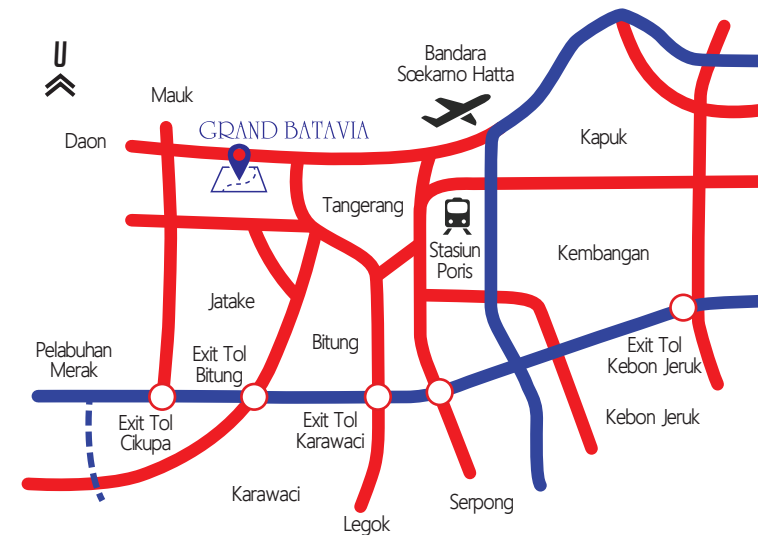 U
Bandara
Soekarno Hatta
Mauk
GRAND BATAVIA
Daon
Kapuk
Tangerang
Stasiun
Poris
Kembangan
Jatake
Bitung
Pelabuhan
Merak
Exit Tol
Bitung
Exit Tol
Kebon Jeruk
Exit Tol
Cikupa
Exit Tol
Karawaci
Kebon Jeruk
Karawaci
Serpong
Legok